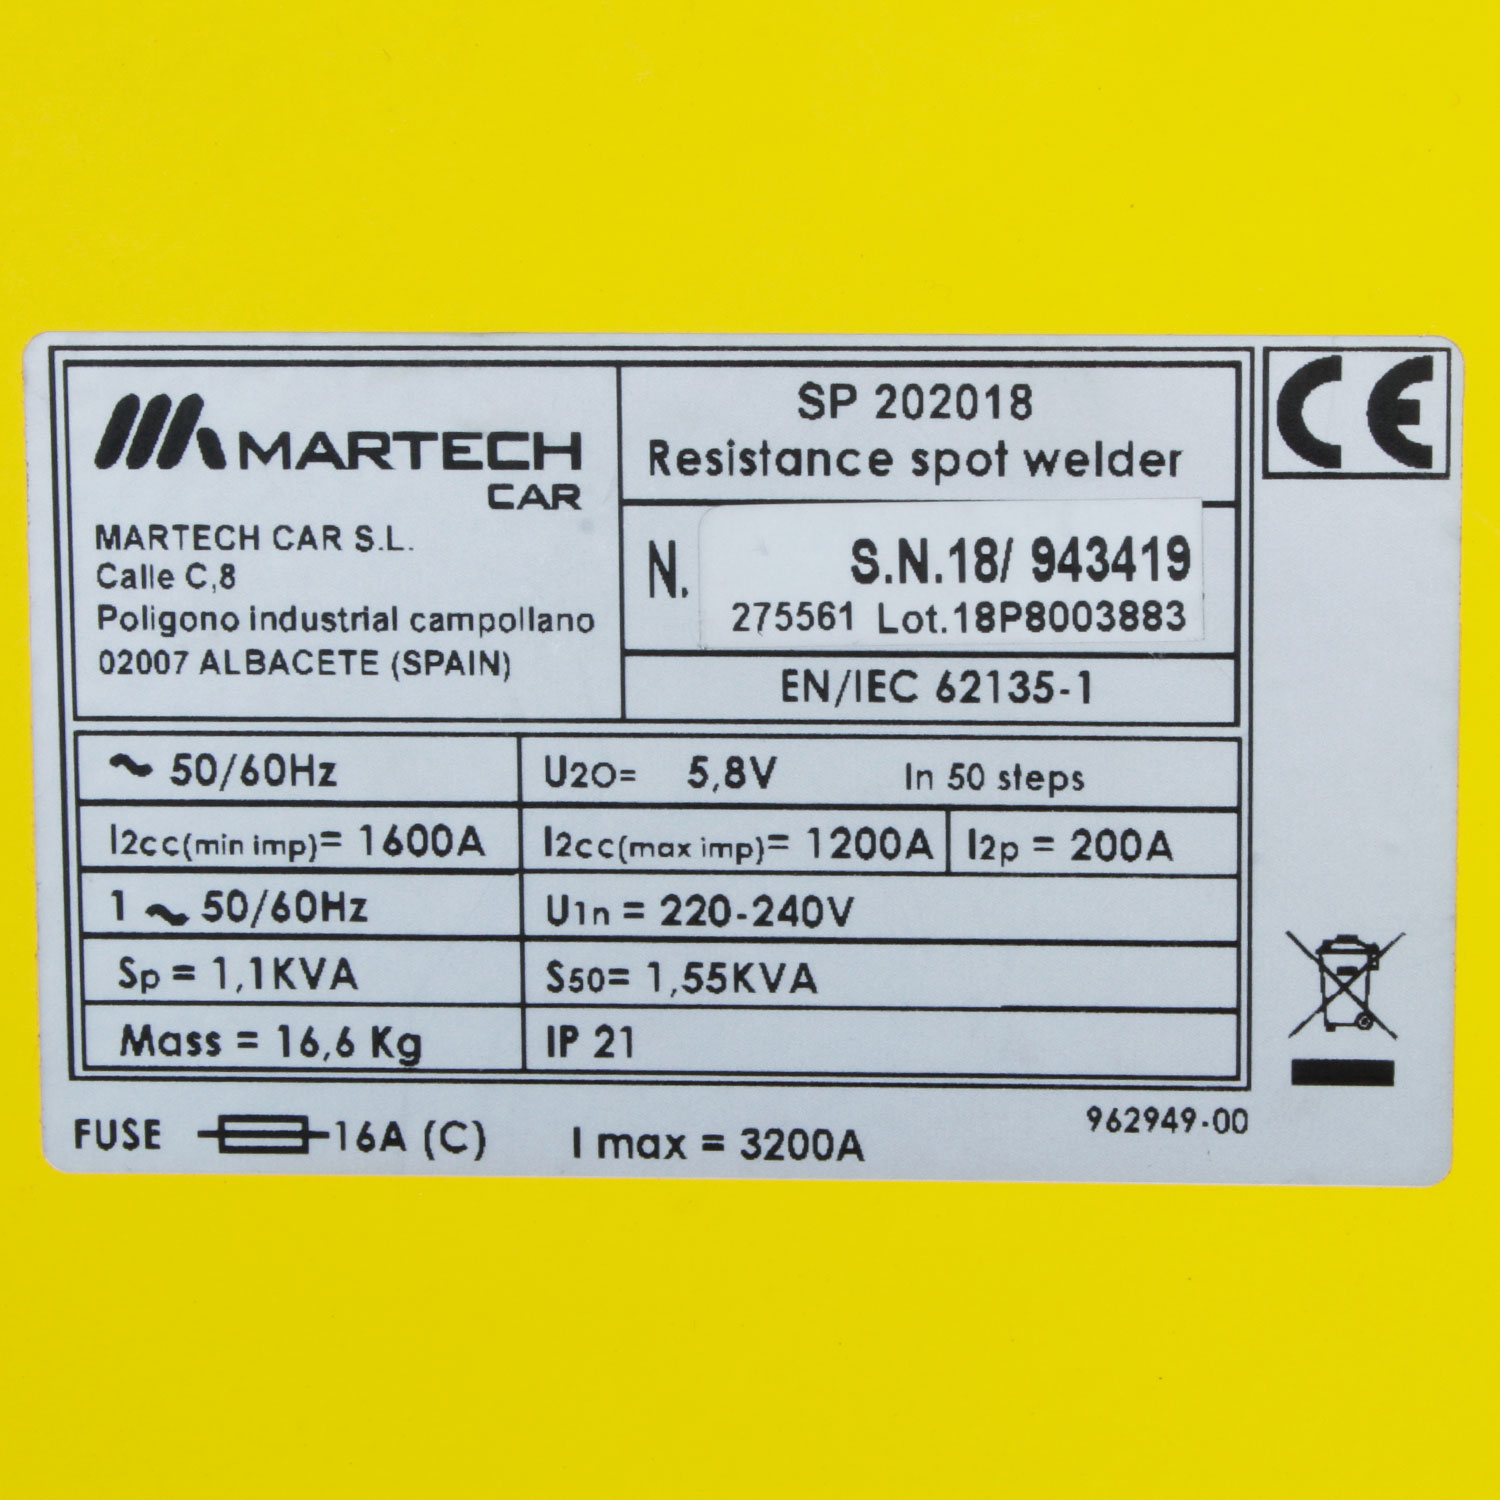 MARTECH
CAR
MARTECH CAR S.L.
Calle C,8
Poligono industrial campollano
02007 ALBACETE (SPAIN)
SP 202018
Resistance spot welder
N.
S.N.18/ 943419
275561 Lot.18P8003883
EN/IEC 62135-1
CE
~ 50/60Hz
U2O= 5,8V In 50 steps
I2cc(min imp)= 1600A
I2cc(max imp)= 1200A
I2p = 200A
1 ~ 50/60Hz
U1n = 220-240V
Sp = 1,1KVA
S50= 1,55KVA
Mass = 16,6 Kg
IP 21
FUSE 16A (C) I max = 3200A
962949-00